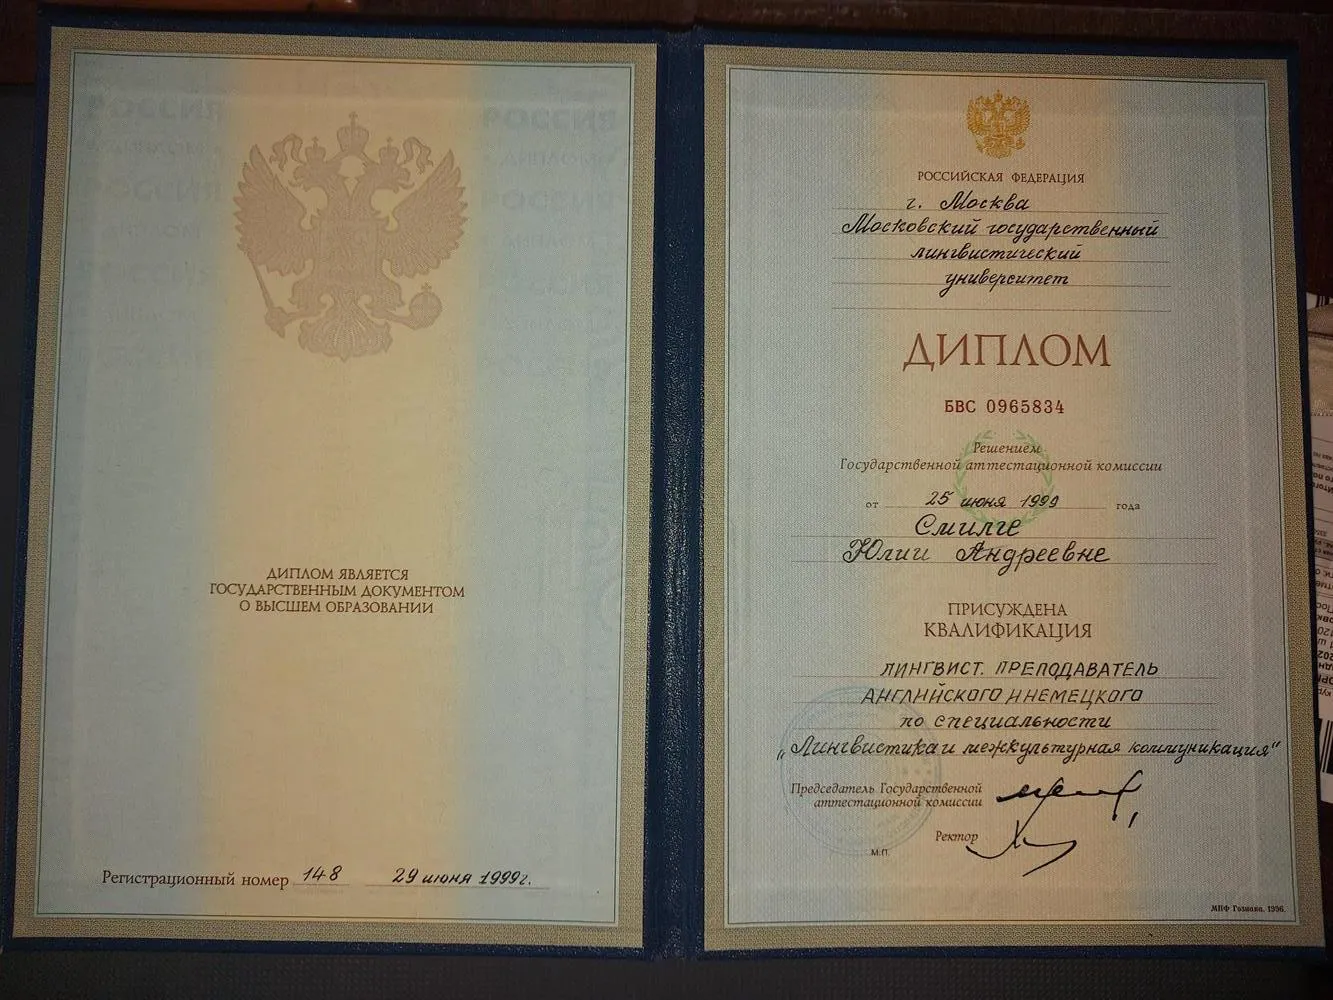 ДИПЛОМ ЯВЛЯЕТСЯ
ГОСУДАРСТВЕННЫМ ДОКУМЕНТОМ
О ВЫСШЕМ ОБРАЗОВАНИИ
Регистрационный номер 148 29 июня 1999г.
РОССИЙСКАЯ ФЕДЕРАЦИЯ
г. Москва
Московский государственный
лингвистический
университет
ДИПЛОМ
БВС 0965834
Решением
Государственной аттестационной комиссии
от 25 июня 1999 года
Смилге
Юлии Андреевне
ПРИСУЖДЕНА
КВАЛИФИКАЦИЯ
ЛИНГВИСТ. ПРЕПОДАВАТЕЛЬ
АНГЛИЙСКОГО И НЕМЕЦКОГО
по специальности
„Лингвистика и межкультурная коммуникация“
Председатель Государственной
аттестационной комиссии
Ректор
М.П.
МПФ Гознака. 1996.